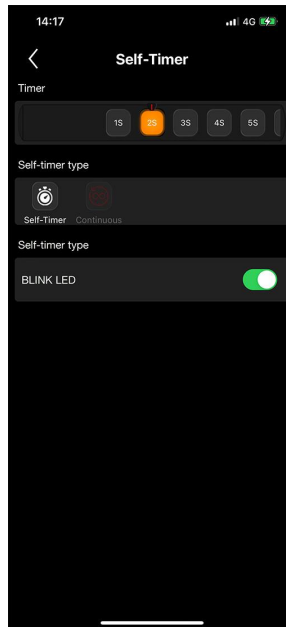 14:17 4G
Self-Timer
Timer
1S 2S 3S 4S 5S
Self-timer type
Self-Timer Continuous
Self-timer type
BLINK LED